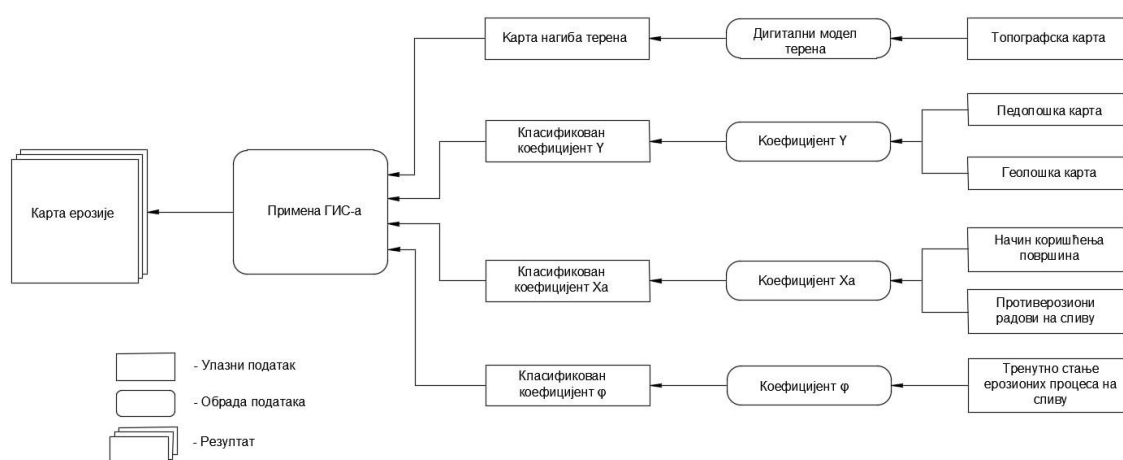 Карта нагиба терена
Дигитални модел
терена
Топографска карта
Педолошка карта
Класификован
коефицијент Y
Коефицијент Y
Геолошка карта
Карта ерозије
Примена ГИС-а
Начин коришћења
површина
Класификован
коефицијент Ха
Коефицијент Ха
Противерозиони
радови на сливу
Тренутно стање
ерозионих процеса на
сливу
Класификован
коефицијент φ
Коефицијент φ
- Улазни податак
- Обрада података
- Резултат